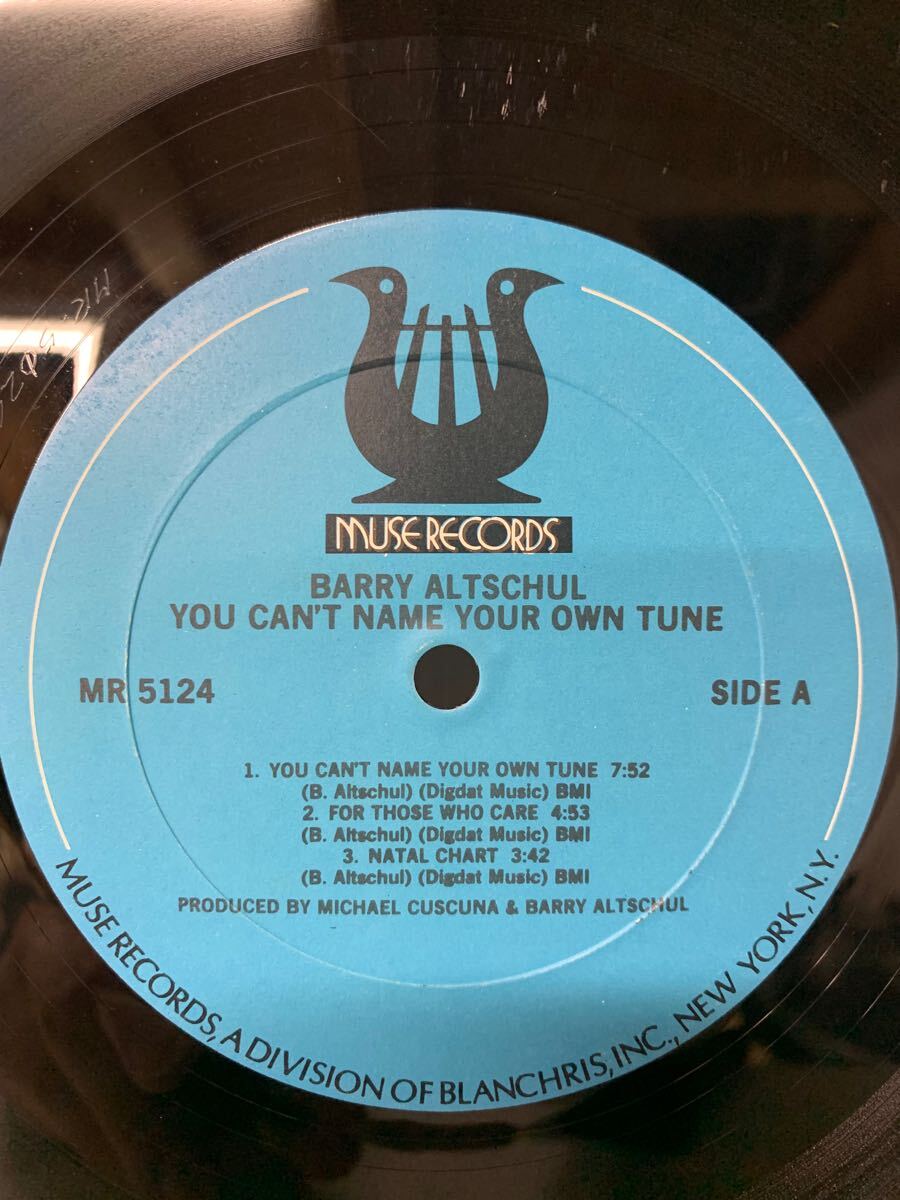 MUSE RECORDS
BARRY ALTSCHUL
YOU CAN'T NAME YOUR OWN TUNE
MR 5124
SIDE A
1. YOU CAN'T NAME YOUR OWN TUNE 7:52
(B. Altschul) (Digdat Music) BMI
2. FOR THOSE WHO CARE 4:53
(B. Altschul) (Digdat Music) BMI
3. NATAL CHART 3:42
(B. Altschul) (Digdat Music) BMI
PRODUCED BY MICHAEL CUSCUNA & BARRY ALTSCHUL
MUSE RECORDS, A DIVISION OF BLANCHRIS, INC., NEW YORK, N.Y.